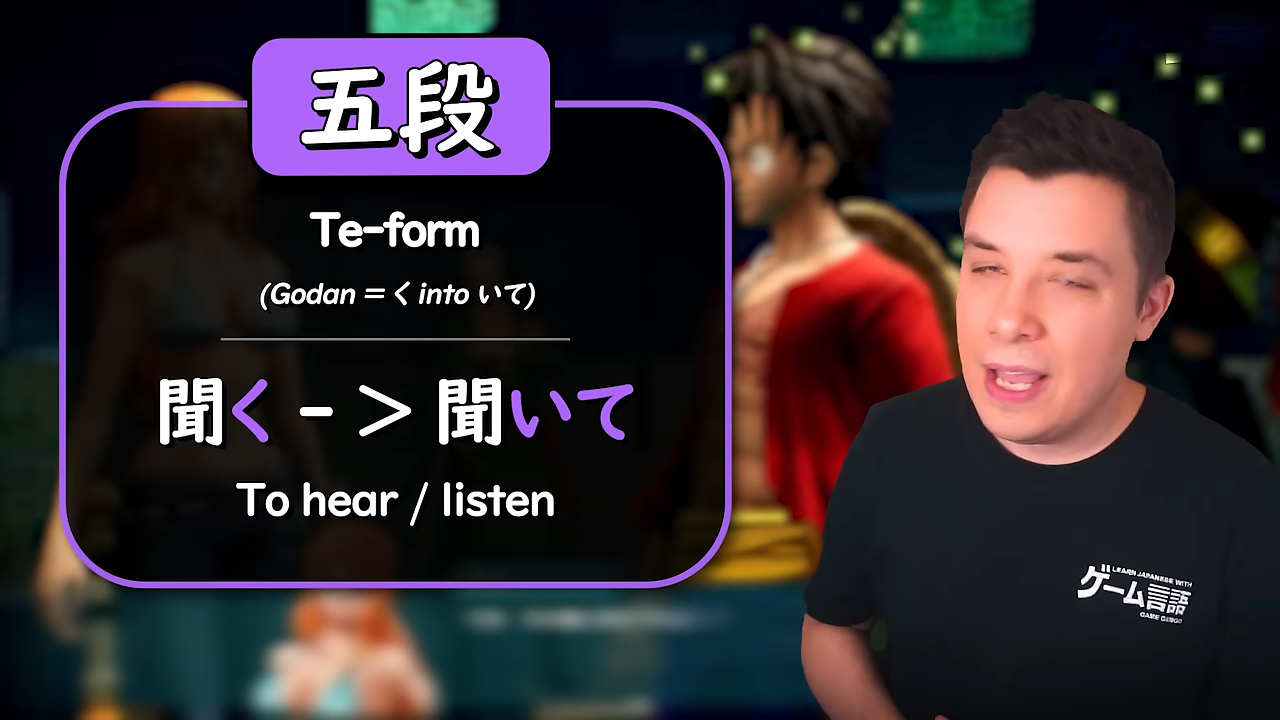 五段
Te-form
(Godan = く into いて)
聞く - > 聞いて
To hear / listen
LEARN JAPANESE WITH
ゲーム言語
GAME GENGO